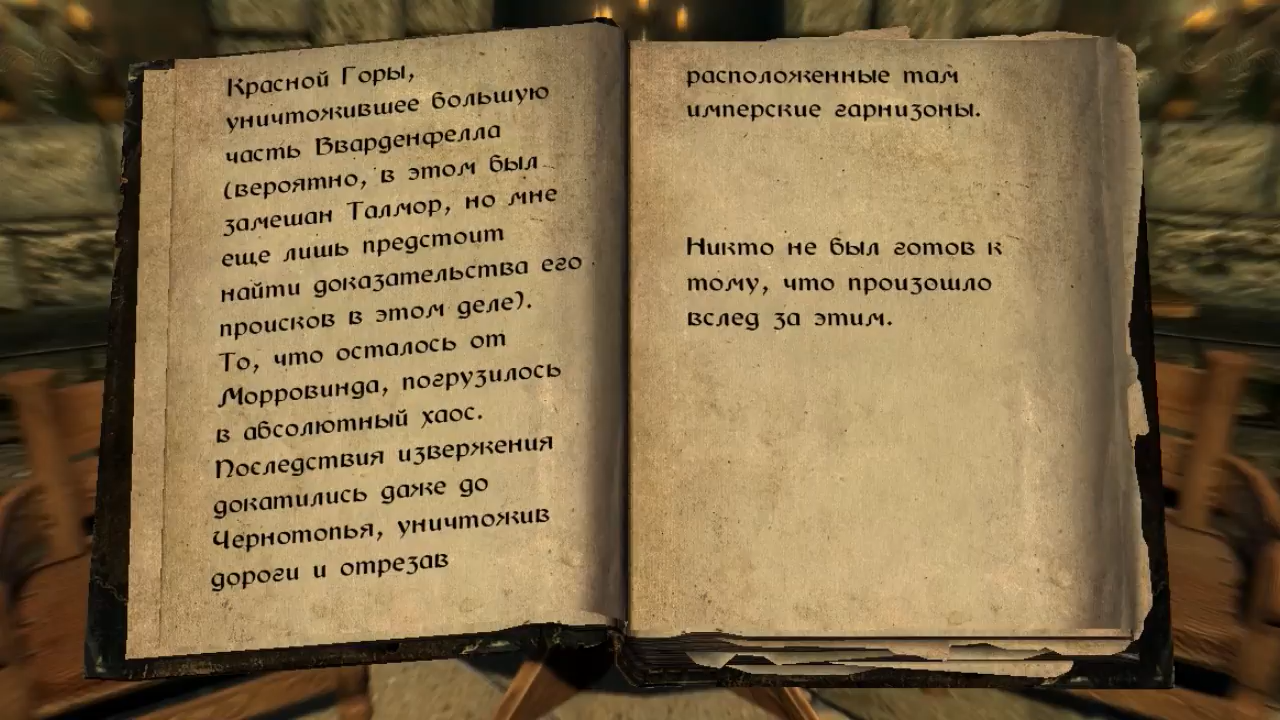 Красной Горы,
уничтожившее большую
часть Вварденфелла
(вероятно, в этом был
замешан Талмор, но мне
еще лишь предстоит
найти доказательства его
происков в этом деле).
То, что осталось от
Морровинда, погрузилось
в абсолютный хаос.
Последствия извержения
докатились даже до
Чернотопья, уничтожив
дороги и отрезав
расположенные там
имперские гарнизоны.
Никто не был готов к
тому, что произошло
вслед за этим.